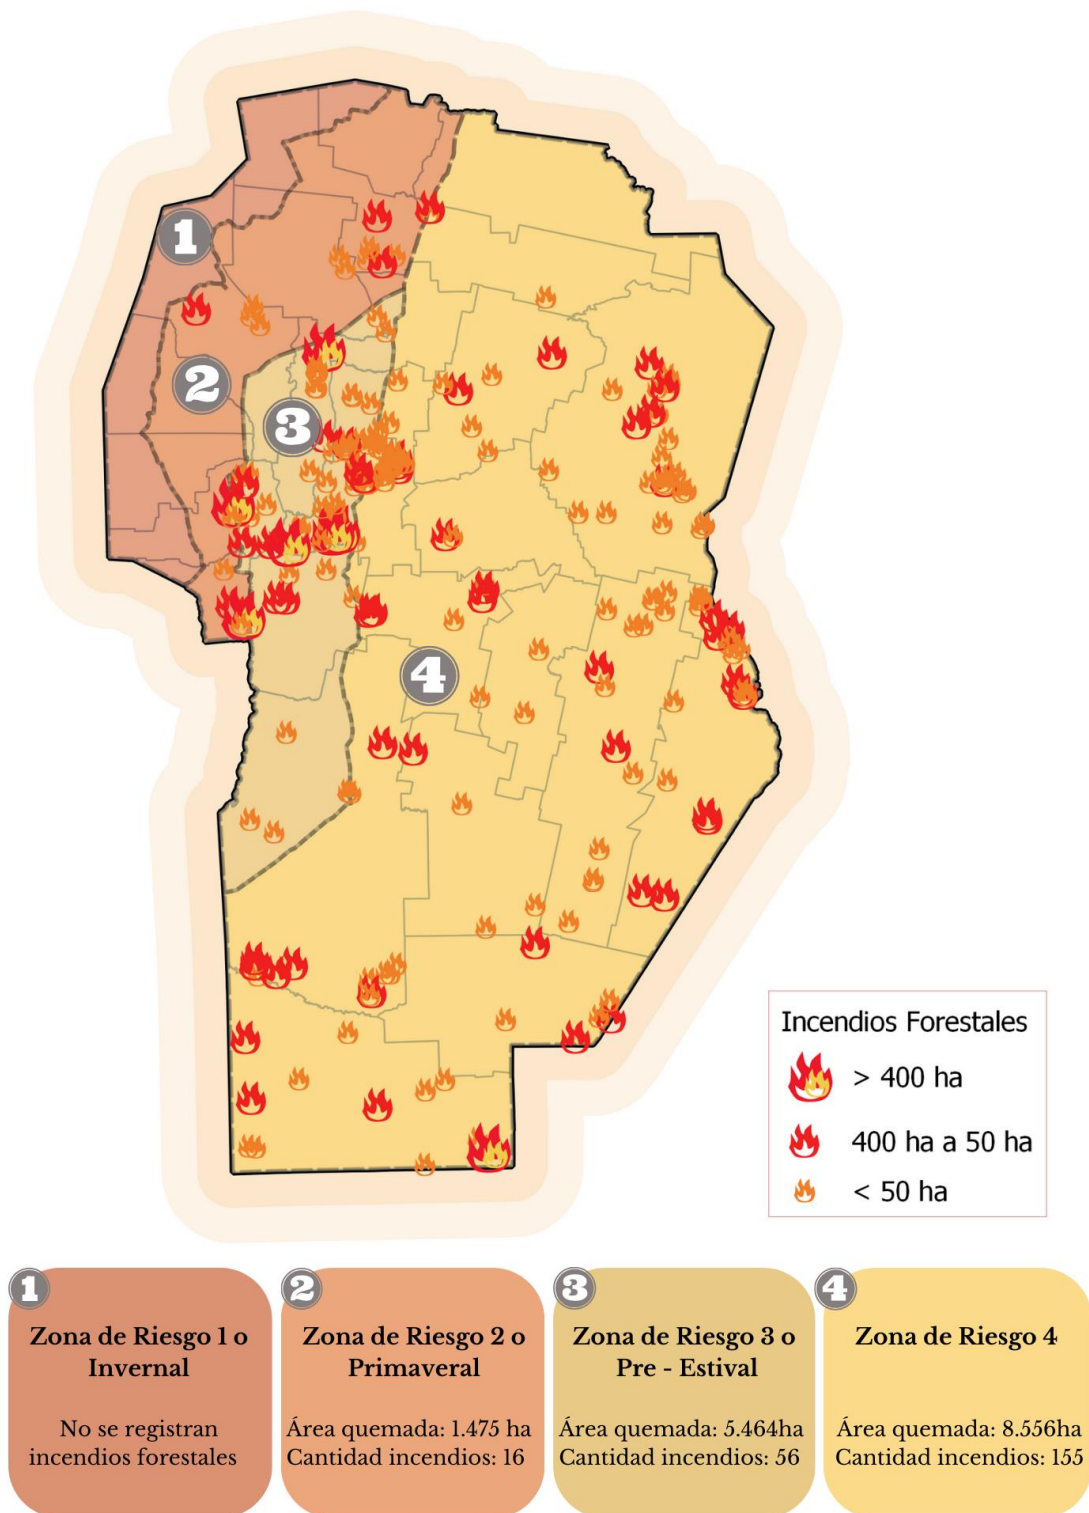 1
2
3
4
Incendios Forestales
> 400 ha
400 ha a 50 ha
< 50 ha
1
Zona de Riesgo 1 o
Invernal
No se registran
incendios forestales
2
Zona de Riesgo 2 o
Primaveral
Área quemada: 1.475 ha
Cantidad incendios: 16
3
Zona de Riesgo 3 o
Pre - Estival
Área quemada: 5.464ha
Cantidad incendios: 56
4
Zona de Riesgo 4
Área quemada: 8.556ha
Cantidad incendios: 155